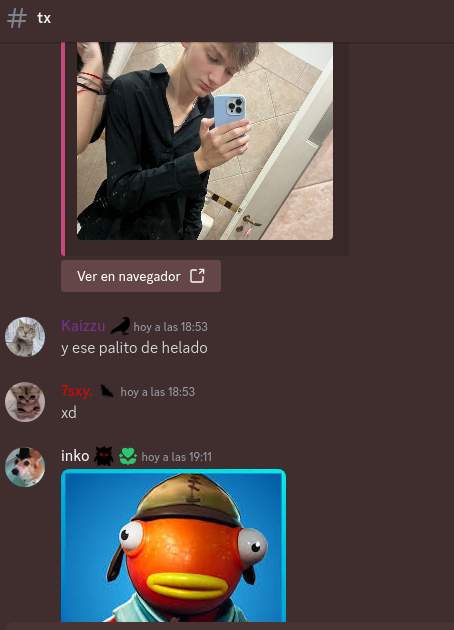 tx
Ver en navegador
Kaizzu hoy a las 18:53
y ese palito de helado
7sxy. hoy a las 18:53
xd
inko hoy a las 19:11